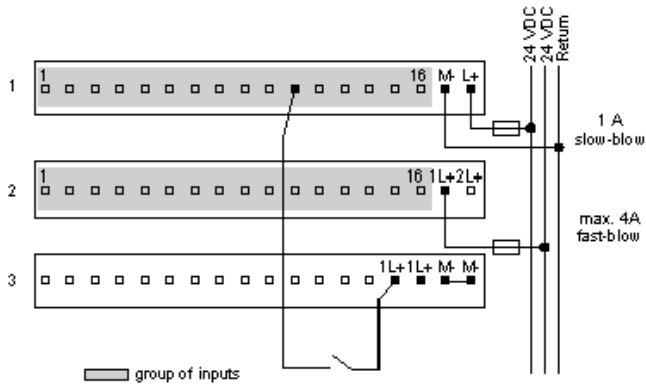 24 VDC
24 VDC
Return
1
1 16 M- L+
1 A
slow-blow
2
1 16 1L+2L+
max. 4A
fast-blow
3
1L+ 1L+ M- M-
group of inputs